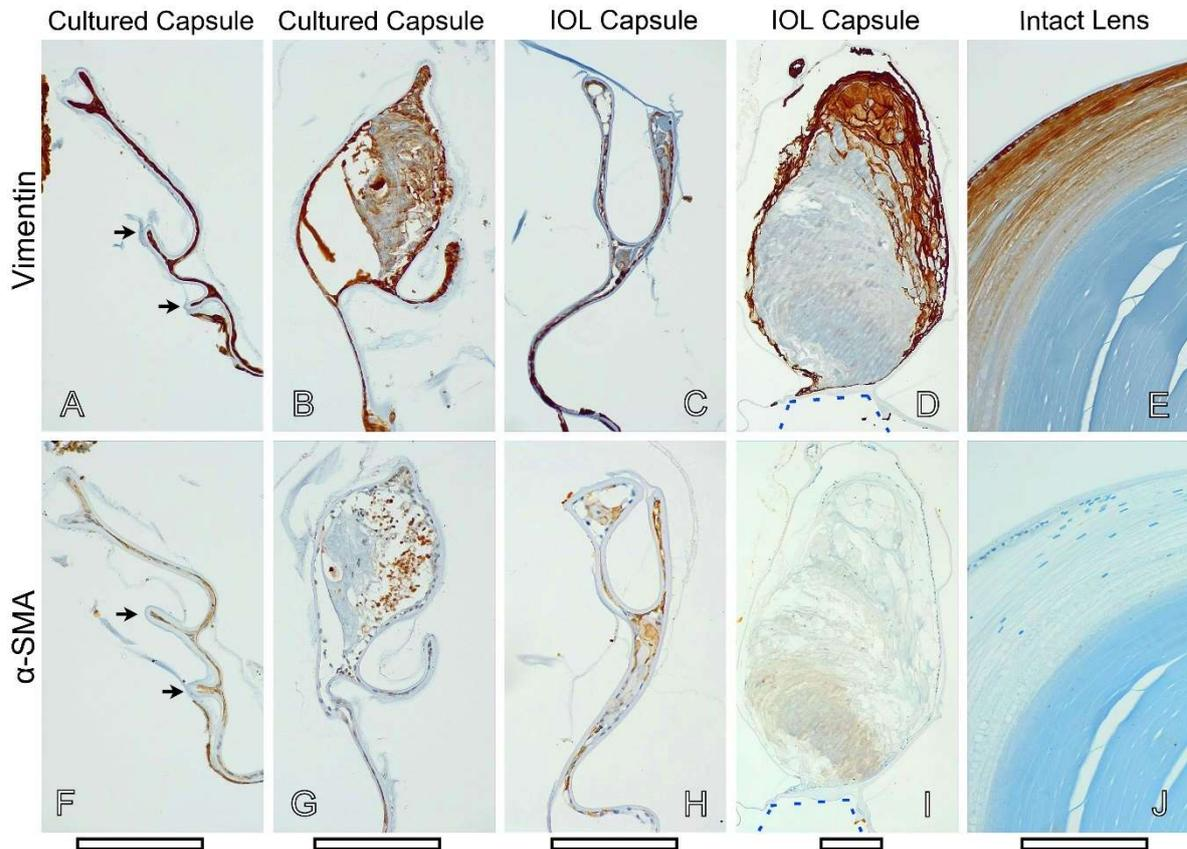 Cultured Capsule Cultured Capsule IOL Capsule IOL Capsule Intact Lens
Vimentin
A B C D E
α-SMA
F G H I J